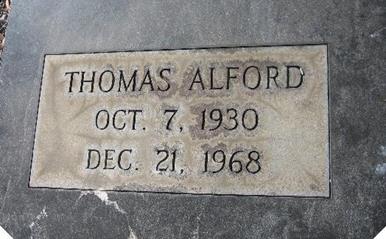 THOMAS ALFORD
OCT. 7, 1930
DEC. 21, 1968